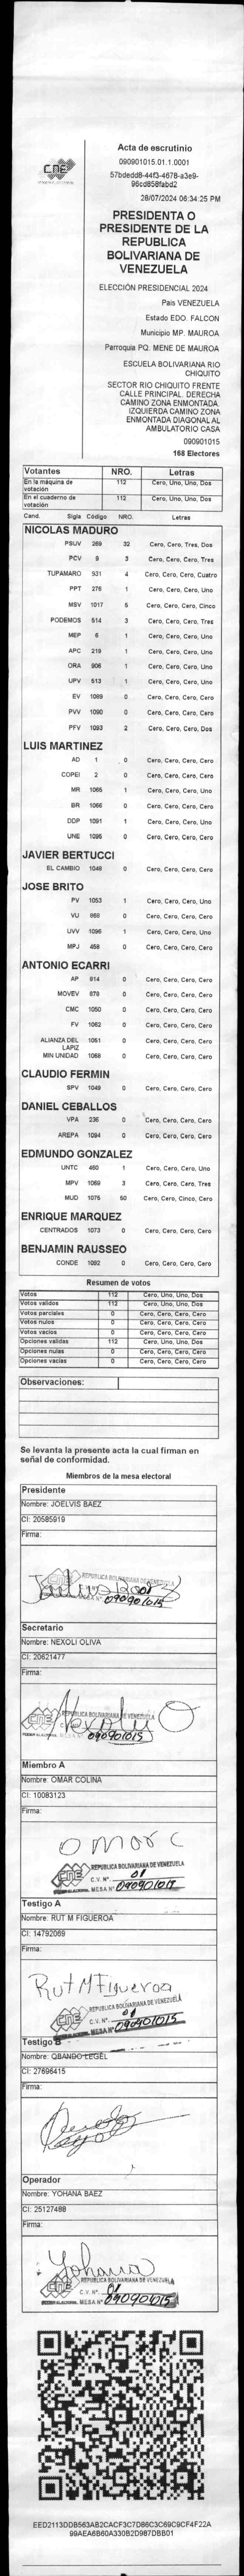 CNE
Acta de escrutinio
090901015.01.1.0001
57bdedd8-44f3-4678-a3e9-
96cd858fabd2
28/07/2024 06:34:25 PM
PRESIDENTA O
PRESIDENTE DE LA
REPUBLICA
BOLIVARIANA DE
VENEZUELA
ELECCIÓN PRESIDENCIAL 2024
Pais VENEZUELA
Estado EDO. FALCON
Municipio MP. MAUROA
Parroquia PQ. MENE DE MAUROA
ESCUELA BOLIVARIANA RIO
CHIQUITO
SECTOR RIO CHIQUITO FRENTE
CALLE PRINCIPAL. DERECHA
CAMINO ZONA ENMONTADA.
IZQUIERDA CAMINO ZONA
ENMONTADA DIAGONAL AL
AMBULATORIO CASA
090901015
168 Electores
Votantes NRO. Letras
En la máquina de votación 112 Cero, Uno, Uno, Dos
En el cuaderno de votación 112 Cero, Uno, Uno, Dos
Cand. Sigla Código NRO. Letras
NICOLAS MADURO
PSUV 269 32 Cero, Cero, Tres, Dos
PCV 8 3 Cero, Cero, Cero, Tres
TUPAMARO 931 4 Cero, Cero, Cero, Cuatro
PPT 276 1 Cero, Cero, Cero, Uno
MSV 1017 5 Cero, Cero, Cero, Cinco
PODEMOS 514 3 Cero, Cero, Cero, Tres
MEP 6 1 Cero, Cero, Cero, Uno
APC 219 1 Cero, Cero, Cero, Uno
ORA 906 1 Cero, Cero, Cero, Uno
UPV 513 1 Cero, Cero, Cero, Uno
EV 1089 0 Cero, Cero, Cero, Cero
PVV 1090 0 Cero, Cero, Cero, Cero
PFV 1093 2 Cero, Cero, Cero, Dos
LUIS MARTINEZ
AD 1 0 Cero, Cero, Cero, Cero
COPEI 2 0 Cero, Cero, Cero, Cero
MR 1065 1 Cero, Cero, Cero, Uno
BR 1066 0 Cero, Cero, Cero, Cero
DDP 1091 1 Cero, Cero, Cero, Uno
UNE 1095 0 Cero, Cero, Cero, Cero
JAVIER BERTUCCI
EL CAMBIO 1048 0 Cero, Cero, Cero, Cero
JOSE BRITO
PV 1053 1 Cero, Cero, Cero, Uno
VU 868 0 Cero, Cero, Cero, Cero
UVV 1096 1 Cero, Cero, Cero, Uno
MPJ 458 0 Cero, Cero, Cero, Cero
ANTONIO ECARRI
AP 814 0 Cero, Cero, Cero, Cero
MOVEV 878 0 Cero, Cero, Cero, Cero
CMC 1050 0 Cero, Cero, Cero, Cero
FV 1062 0 Cero, Cero, Cero, Cero
ALIANZA DEL LAPIZ 1051 0 Cero, Cero, Cero, Cero
MIN UNIDAD 1068 0 Cero, Cero, Cero, Cero
CLAUDIO FERMIN
SPV 1049 0 Cero, Cero, Cero, Cero
DANIEL CEBALLOS
VPA 236 0 Cero, Cero, Cero, Cero
AREPA 1094 0 Cero, Cero, Cero, Cero
EDMUNDO GONZALEZ
UNTC 460 1 Cero, Cero, Cero, Uno
MPV 1069 3 Cero, Cero, Cero, Tres
MUD 1075 50 Cero, Cero, Cinco, Cero
ENRIQUE MARQUEZ
CENTRADOS 1073 0 Cero, Cero, Cero, Cero
BENJAMIN RAUSSEO
CONDE 1092 0 Cero, Cero, Cero, Cero
Resumen de votos
Votos 112 Cero, Uno, Uno, Dos
Votos validos 112 Cero, Uno, Uno, Dos
Votos parciales 0 Cero, Cero, Cero, Cero
Votos nulos 0 Cero, Cero, Cero, Cero
Votos vacios 0 Cero, Cero, Cero, Cero
Opciones validas 112 Cero, Uno, Uno, Dos
Opciones nulas 0 Cero, Cero, Cero, Cero
Opciones vacias 0 Cero, Cero, Cero, Cero
Observaciones:
Se levanta la presente acta la cual firman en
señal de conformidad.
Miembros de la mesa electoral
Presidente
Nombre: JOELVIS BAEZ
CI: 20585919
Firma:
REPUBLICA BOLIVARIANA DE VENEZUELA
090901015
Secretario
Nombre: NEXOLI OLIVA
CI: 20621477
Firma:
CNE REPUBLICA BOLIVARIANA DE VENEZUELA
090901015
Miembro A
Nombre: OMAR COLINA
CI: 10083123
Firma:
Omar C
CNE REPUBLICA BOLIVARIANA DE VENEZUELA
C.V. N° 01
PODER ELECTORAL MESA N°
Testigo A
Nombre: RUT M FIGUEROA
CI: 14792069
Firma:
Rut M Figueroa
CNE REPUBLICA BOLIVARIANA DE VENEZUELA
C.V. N° 01
MESA N° 090901015
Testigo B
Nombre: OBANDO LEGEL
CI: 27696415
Firma:
Operador
Nombre: YOHANA BAEZ
CI: 25127488
Firma:
Yohana
CNE REPUBLICA BOLIVARIANA DE VENEZUELA
C.V. N° 01
PODER ELECTORAL MESA N° 090901015
EED2113DDB563AB2CACF3C7D86C3C69C9CF4F22A
99AEA6B60A330B2D987DBB01